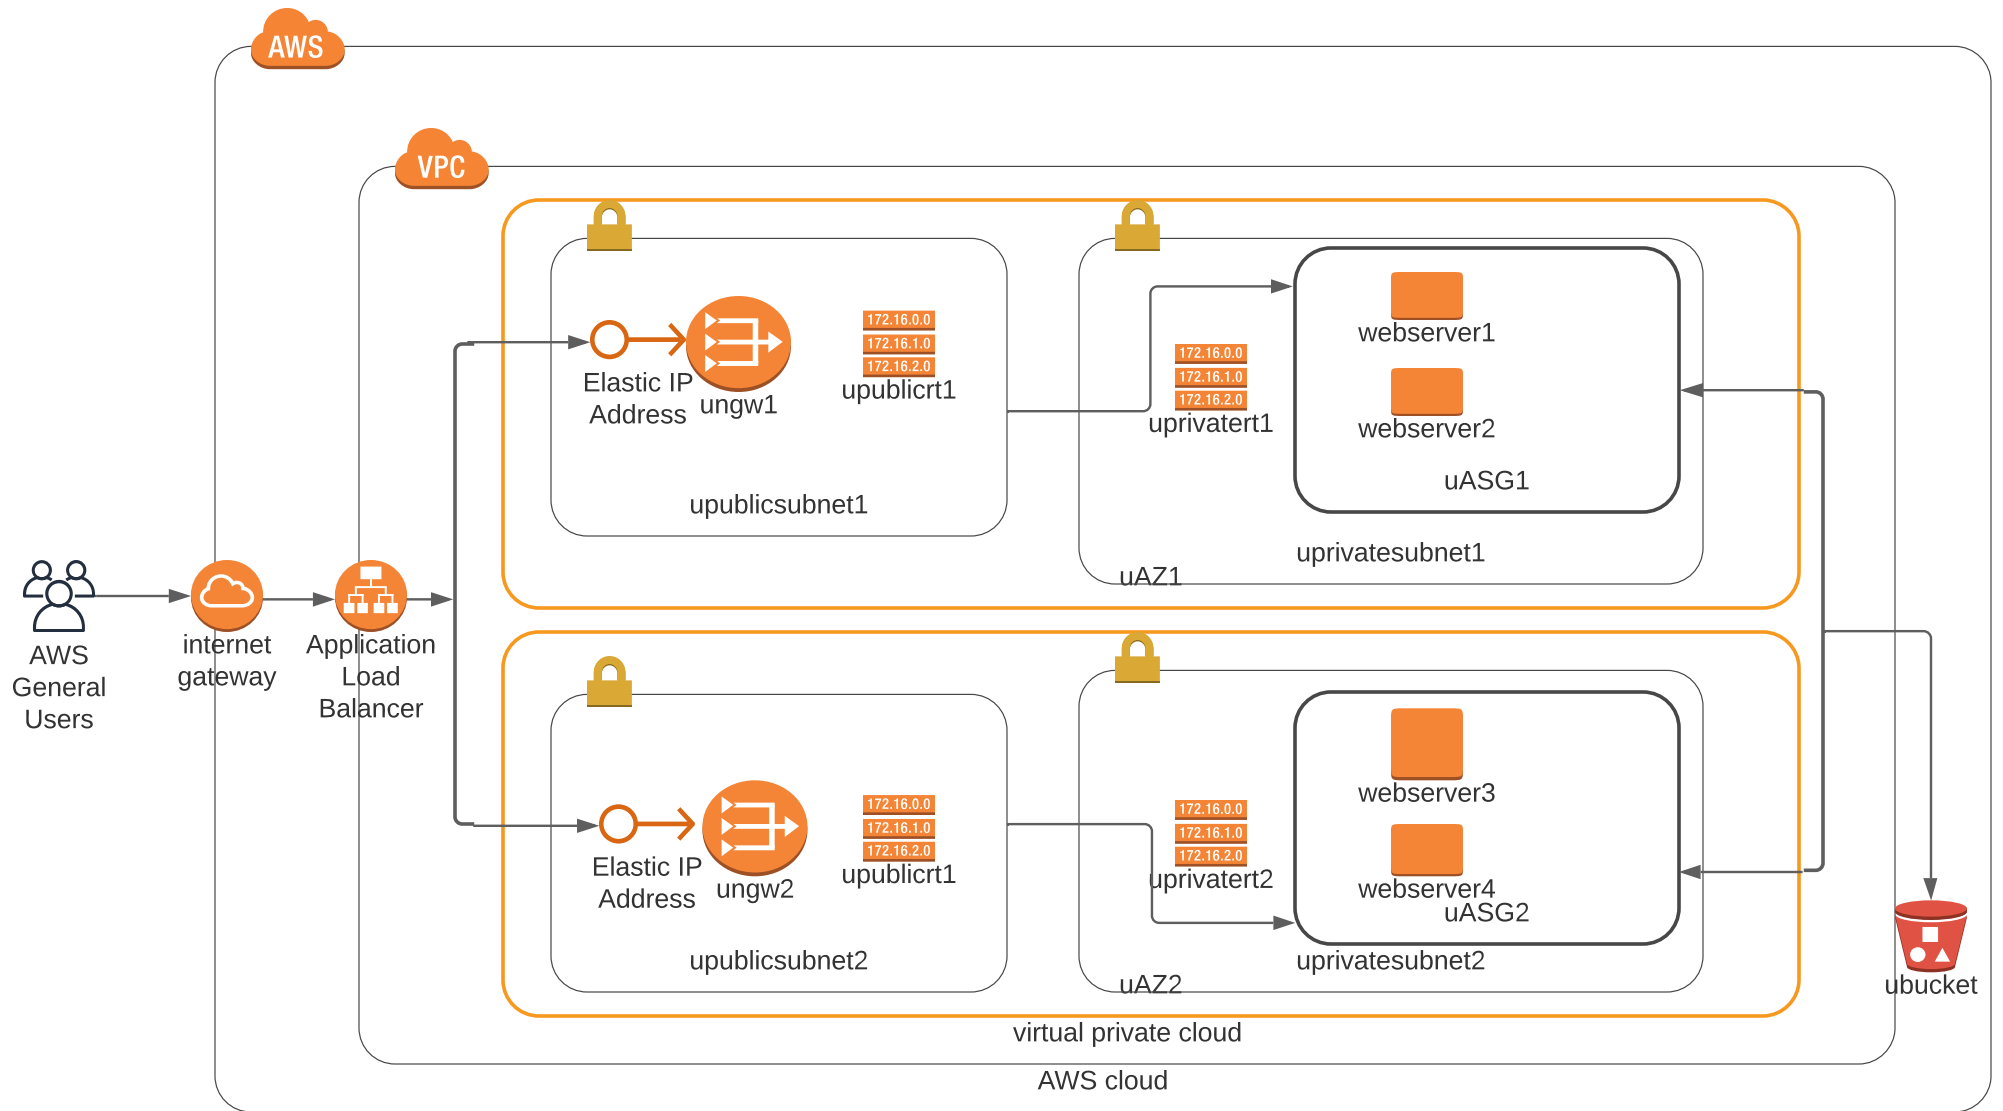 AWS
VPC
172.16.0.0
172.16.1.0
172.16.2.0
upublicrt1
Elastic IP
Address
ungw1
upublicsubnet1
172.16.0.0
172.16.1.0
172.16.2.0
uprivatert1
webserver1
webserver2
uASG1
uprivatesubnet1
uAZ1
AWS
General
Users
internet
gateway
Application
Load
Balancer
172.16.0.0
172.16.1.0
172.16.2.0
upublicrt1
Elastic IP
Address
ungw2
upublicsubnet2
172.16.0.0
172.16.1.0
172.16.2.0
uprivatert2
webserver3
webserver4
uASG2
uprivatesubnet2
uAZ2
ubucket
virtual private cloud
AWS cloud